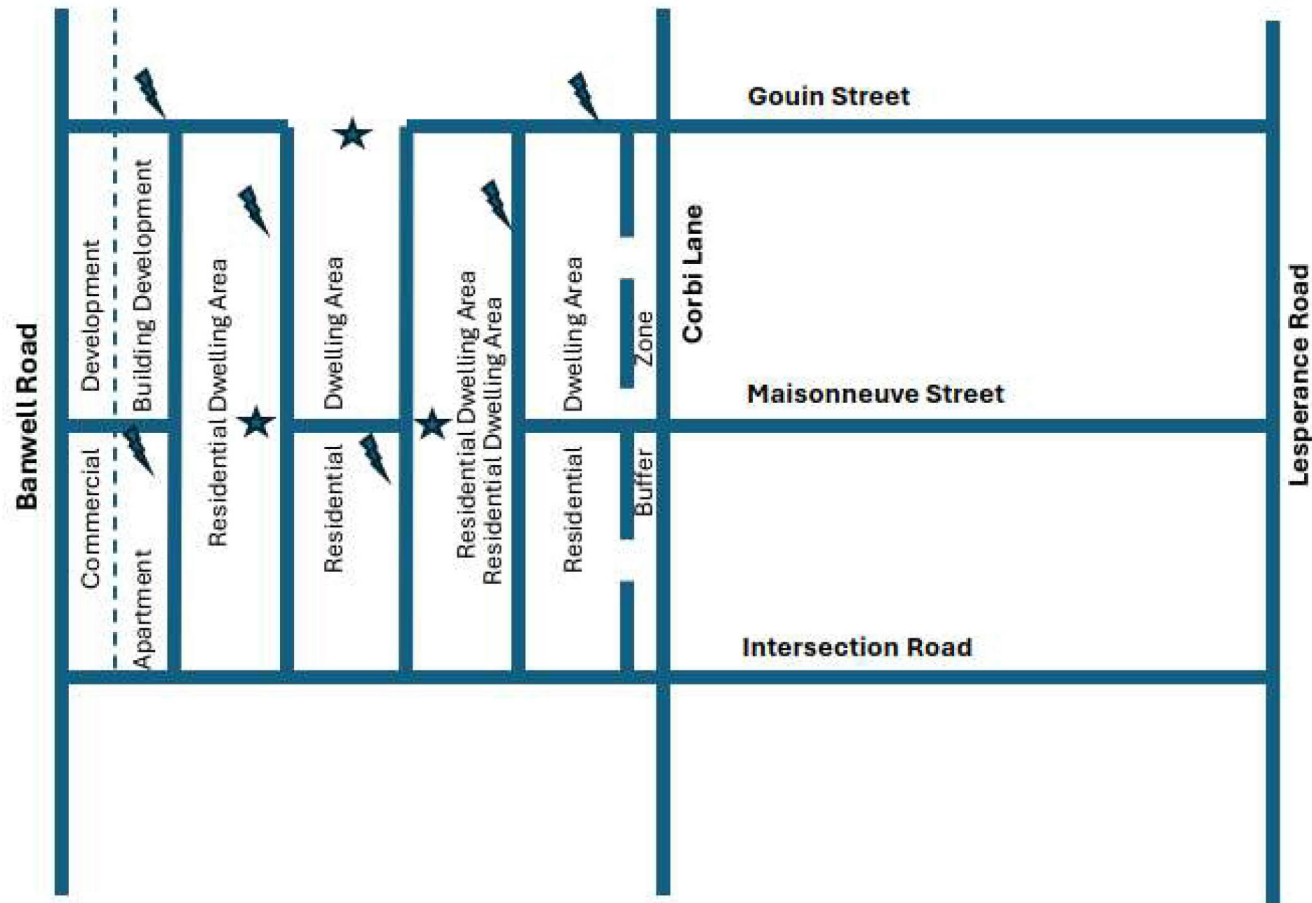 Gouin Street
Banwell Road
Commercial Development
Apartment Building Development
Residential Dwelling Area
Residential Dwelling Area
Residential Dwelling Area
Residential Dwelling Area
Residential Dwelling Area
Buffer Zone
Corbi Lane
Maisonneuve Street
Lesperance Road
Intersection Road